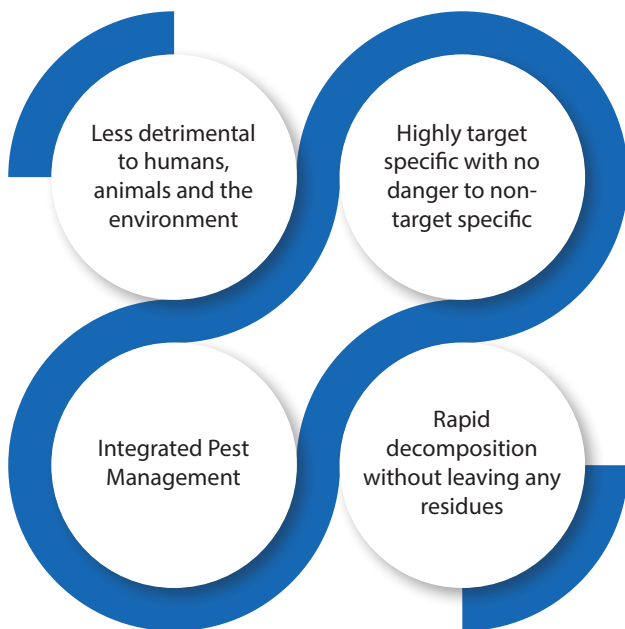 Less detrimental
to humans,
animals and the
environment
Highly target
specific with no
danger to non-
target specific
Integrated Pest
Management
Rapid
decomposition
without leaving any
residues